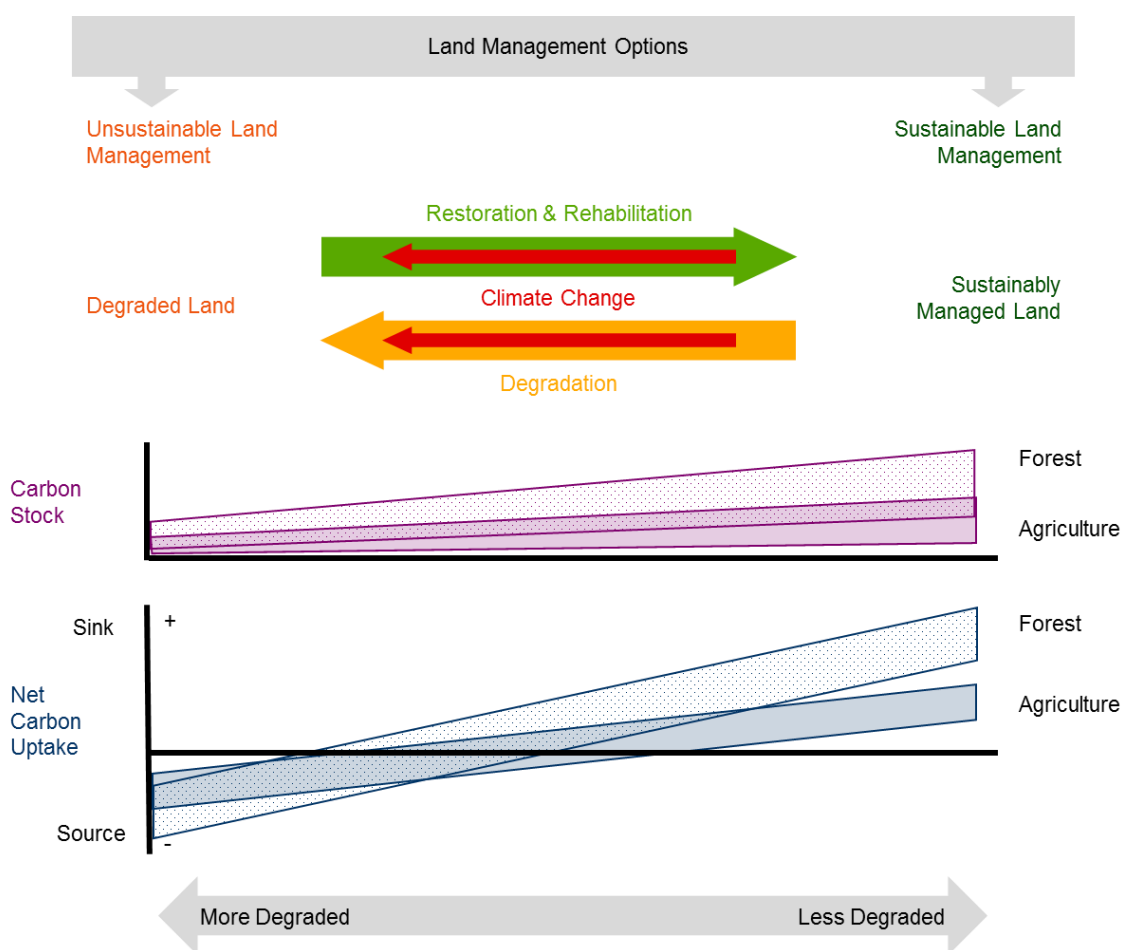 Land Management Options
Unsustainable Land
Management
Sustainable Land
Management
Restoration & Rehabilitation
Degraded Land
Climate Change
Sustainably
Managed Land
Degradation
Carbon
Stock
Forest
Agriculture
Sink
+
Forest
Net
Carbon
Uptake
Agriculture
Source
-
More Degraded
Less Degraded